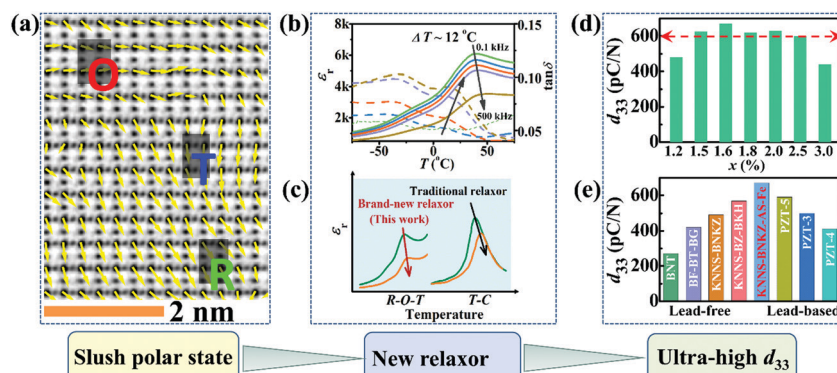 (a)
O
T
R
2 nm
(b)
ΔT ~ 12 °C
0.1 kHz
500 kHz
8k
6k
4k
2k
εr
0.15
0.10
0.05
tanδ
-50
0
50
T (°C)
(c)
Brand-new relaxor
(This work)
Traditional relaxor
εr
R-O-T
T-C
Temperature
(d)
600
400
200
0
d33 (pC/N)
1.2 1.5 1.6 1.8 2.0 2.5 3.0
x (%)
(e)
600
400
200
0
d33 (pC/N)
BNT
BF-BT-BG
KNNS-BNKZ
KNNS-BZ-BKH
KNNS-BNKZ-AS-Fe
PZT-5
PZT-3
PZT-4
Lead-free
Lead-based
Slush polar state
New relaxor
Ultra-high d33